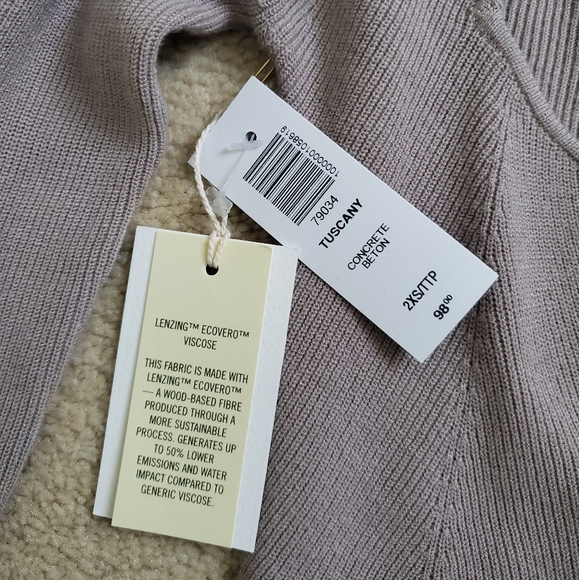 10000001058619
79034
TUSCANY
CONCRETE
BETON
2XS/TTP
98⁰⁰
LENZING™ ECOVERO™
VISCOSE
THIS FABRIC IS MADE WITH
LENZING™ ECOVERO™
— A WOOD-BASED FIBRE
PRODUCED THROUGH A
MORE SUSTAINABLE
PROCESS. GENERATES UP
TO 50% LOWER
EMISSIONS AND WATER
IMPACT COMPARED TO
GENERIC VISCOSE.